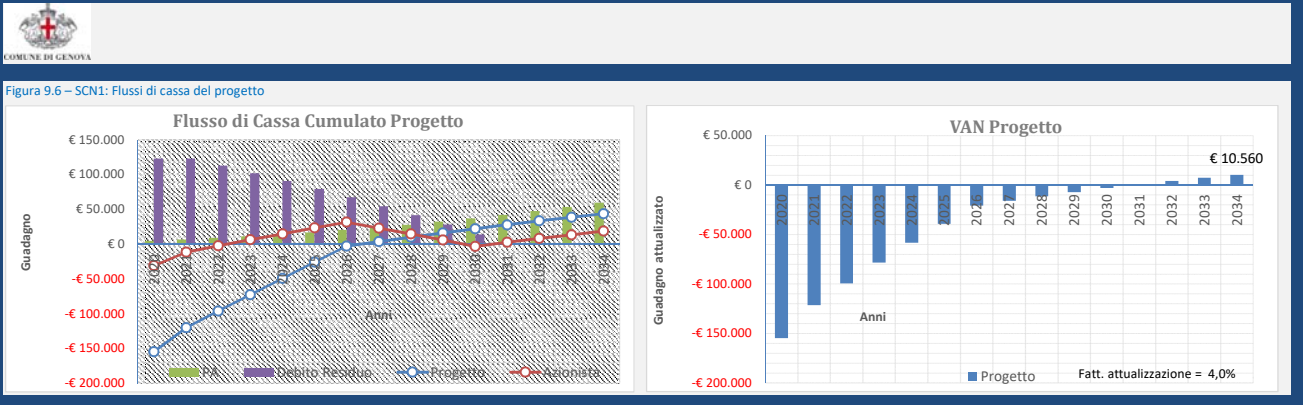 COMUNE DI GENOVA
Figura 9.6 – SCN1: Flussi di cassa del progetto
Flusso di Cassa Cumulato Progetto
€ 150.000
€ 100.000
€ 50.000
€ 0
-€ 50.000
-€ 100.000
-€ 150.000
-€ 200.000
Guadagno
2020 2021 2022 2023 2024 2025 2026 2027 2028 2029 2030 2031 2032 2033 2034
Anni
PA Debito Residuo Progetto Azionista
VAN Progetto
€ 50.000
€ 0
-€ 50.000
-€ 100.000
-€ 150.000
-€ 200.000
Guadagno attualizzato
€ 10.560
2020 2021 2022 2023 2024 2025 2026 2027 2028 2029 2030 2031 2032 2033 2034
Anni
Progetto
Fatt. attualizzazione = 4,0%